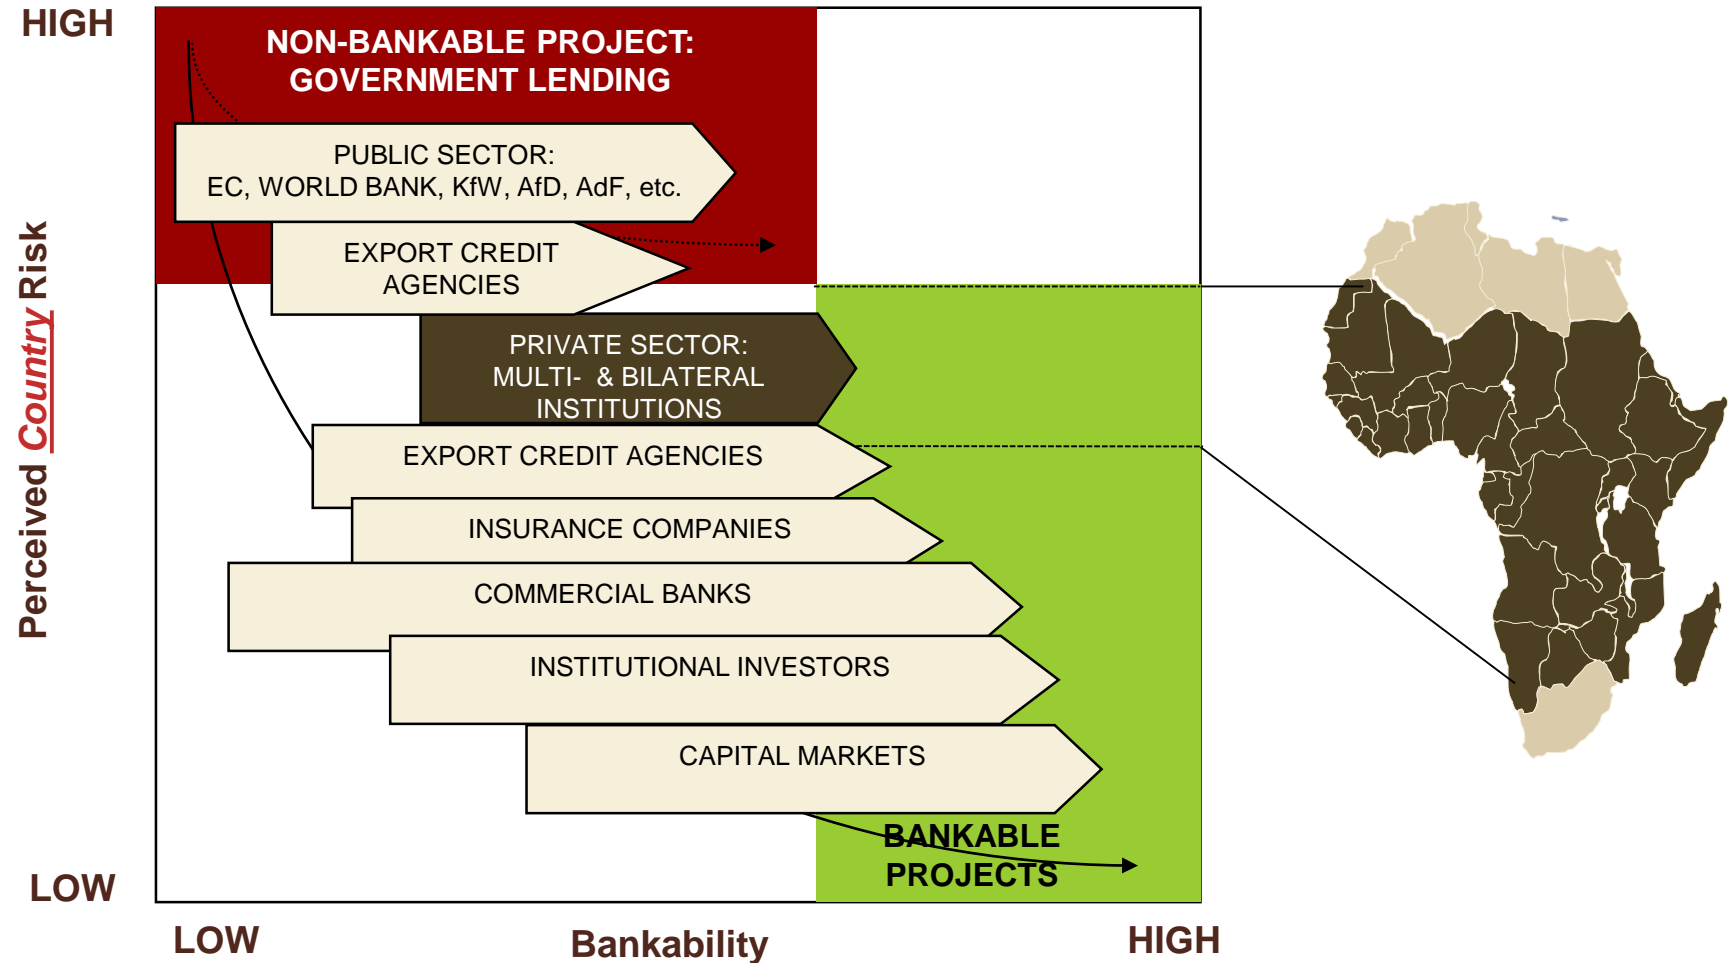 HIGH
NON-BANKABLE PROJECT:
GOVERNMENT LENDING
PUBLIC SECTOR:
EC, WORLD BANK, KfW, AfD, AdF, etc.
EXPORT CREDIT
AGENCIES
PRIVATE SECTOR:
MULTI- & BILATERAL
INSTITUTIONS
EXPORT CREDIT AGENCIES
INSURANCE COMPANIES
COMMERCIAL BANKS
INSTITUTIONAL INVESTORS
CAPITAL MARKETS
BANKABLE
PROJECTS
Perceived Country Risk
LOW
LOW
Bankability
HIGH